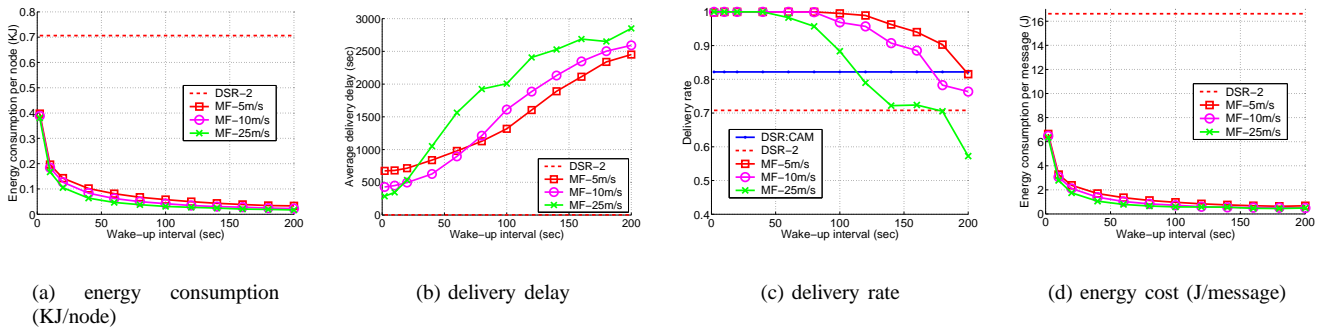 Energy consumption per node (KJ)
0.8
0.7
0.6
0.5
0.4
0.3
0.2
0.1
0
0 50 100 150 200
Wake-up interval (sec)
DSR-2
MF-5m/s
MF-10m/s
MF-25m/s
(a) energy consumption
(KJ/node)
Average delivery delay (sec)
3000
2500
2000
1500
1000
500
0
0 50 100 150 200
Wake-up interval (sec)
DSR-2
MF-5m/s
MF-10m/s
MF-25m/s
(b) delivery delay
Delivery rate
1
0.9
0.8
0.7
0.6
0.5
0.4
0 50 100 150 200
Wake-up interval (sec)
DSR:CAM
DSR-2
MF-5m/s
MF-10m/s
MF-25m/s
(c) delivery rate
Energy consumption per message (J)
16
14
12
10
8
6
4
2
0
0 50 100 150 200
Wake-up interval (sec)
DSR-2
MF-5m/s
MF-10m/s
MF-25m/s
(d) energy cost (J/message)